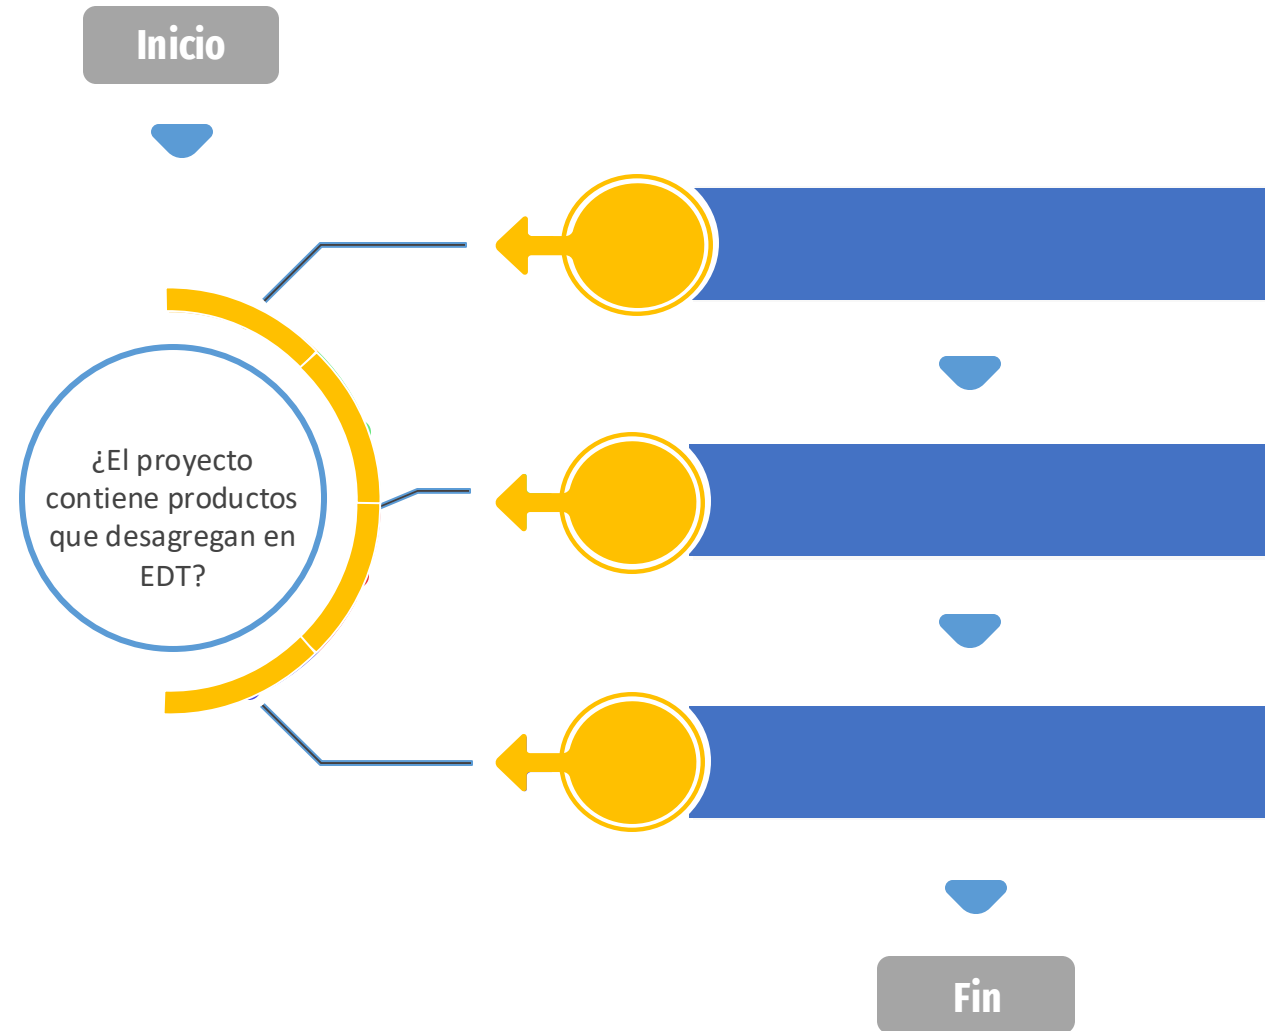 Inicio
¿El proyecto
contiene productos
que desagregan en
EDT?
Fin